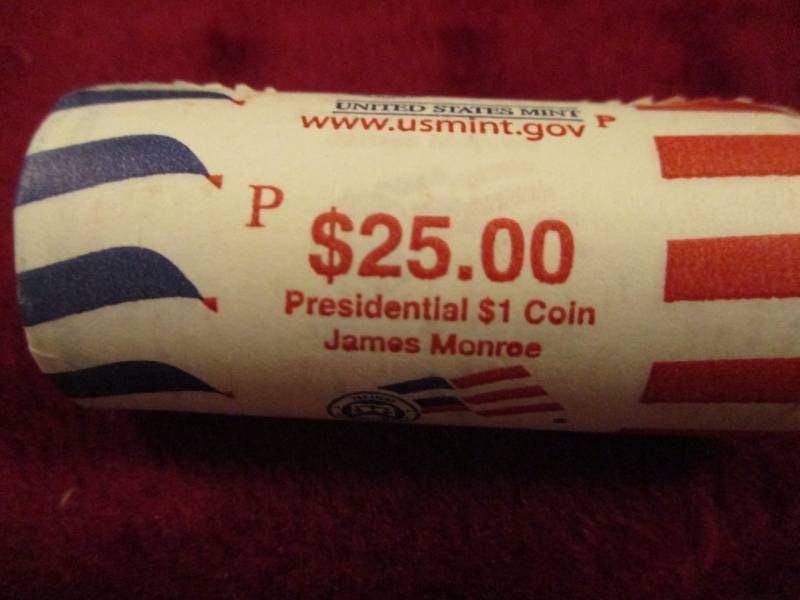 UNITED STATES MINT
www.usmint.gov P
P
$25.00
Presidential $1 Coin
James Monroe